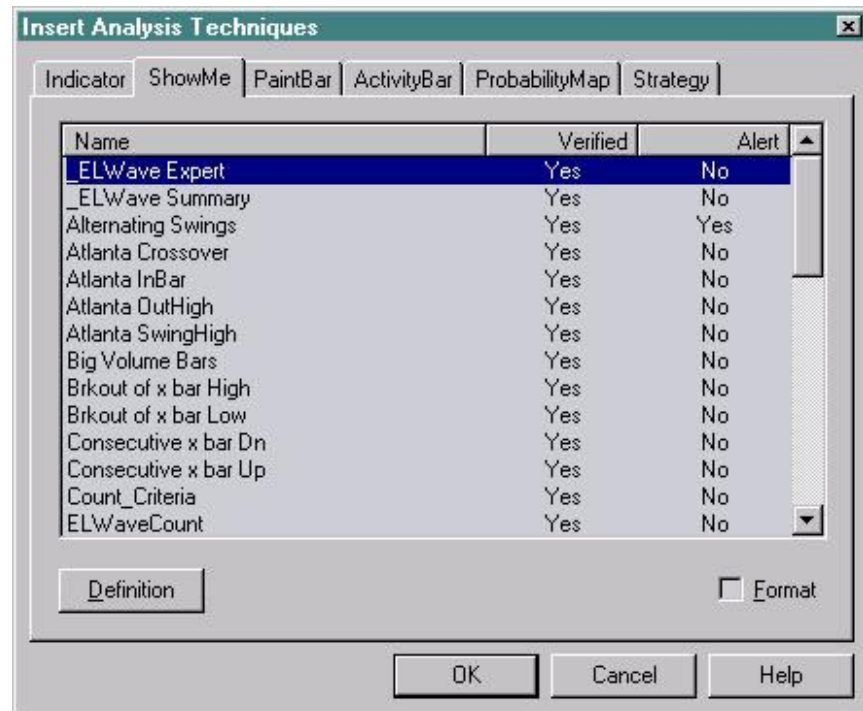 Insert Analysis Techniques
Indicator ShowMe PaintBar ActivityBar ProbabilityMap Strategy
Name Verified Alert
_ELWave Expert Yes No
_ELWave Summary Yes No
Alternating Swings Yes Yes
Atlanta Crossover Yes No
Atlanta InBar Yes No
Atlanta OutHigh Yes No
Atlanta SwingHigh Yes No
Big Volume Bars Yes No
Brkout of x bar High Yes No
Brkout of x bar Low Yes No
Consecutive x bar Dn Yes No
Consecutive x bar Up Yes No
Count_Criteria Yes No
ELWaveCount Yes No
Definition Format
OK Cancel Help